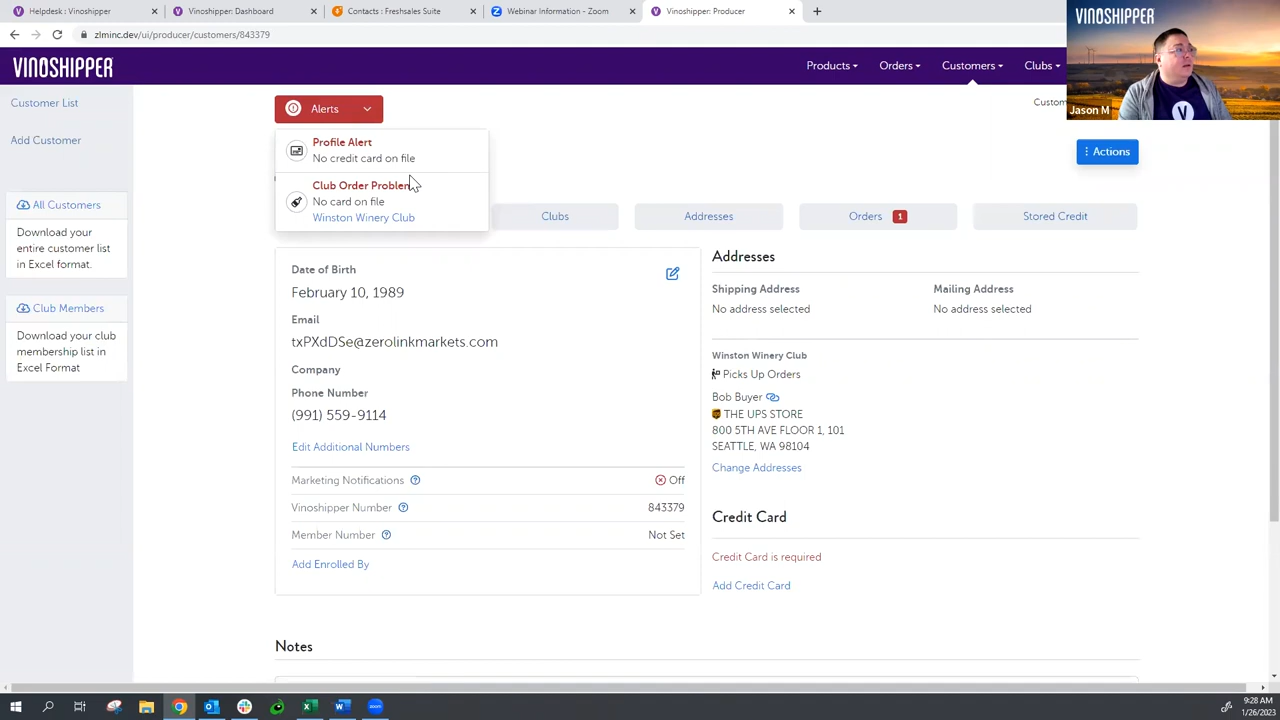 Helpdesk : Vinoshipper
Vinoshipper: Dashboard
Contacts : Freshsales Suite
Webinar Information - Zoom
Vinoshipper: Producer
zlminc.dev/ui/producer/customers/843379
VINOSHIPPER
Products
Orders
Customers
Clubs
VINOSHIPPER
Jason M
Customer List
Add Customer
All Customers
Download your
entire customer list
in Excel format.
Club Members
Download your club
membership list in
Excel Format
Alerts
Profile Alert
No credit card on file
Club Order Problem
No card on file
Winston Winery Club
Actions
Clubs
Addresses
Orders 1
Stored Credit
Date of Birth
February 10, 1989
Email
txPXdDSe@zerolinkmarkets.com
Company
Phone Number
(991) 559-9114
Edit Additional Numbers
Marketing Notifications
Off
Vinoshipper Number
843379
Member Number
Not Set
Add Enrolled By
Addresses
Shipping Address
No address selected
Mailing Address
No address selected
Winston Winery Club
Picks Up Orders
Bob Buyer
THE UPS STORE
800 5TH AVE FLOOR 1, 101
SEATTLE, WA 98104
Change Addresses
Credit Card
Credit Card is required
Add Credit Card
Notes
9:28 AM
1/26/2023